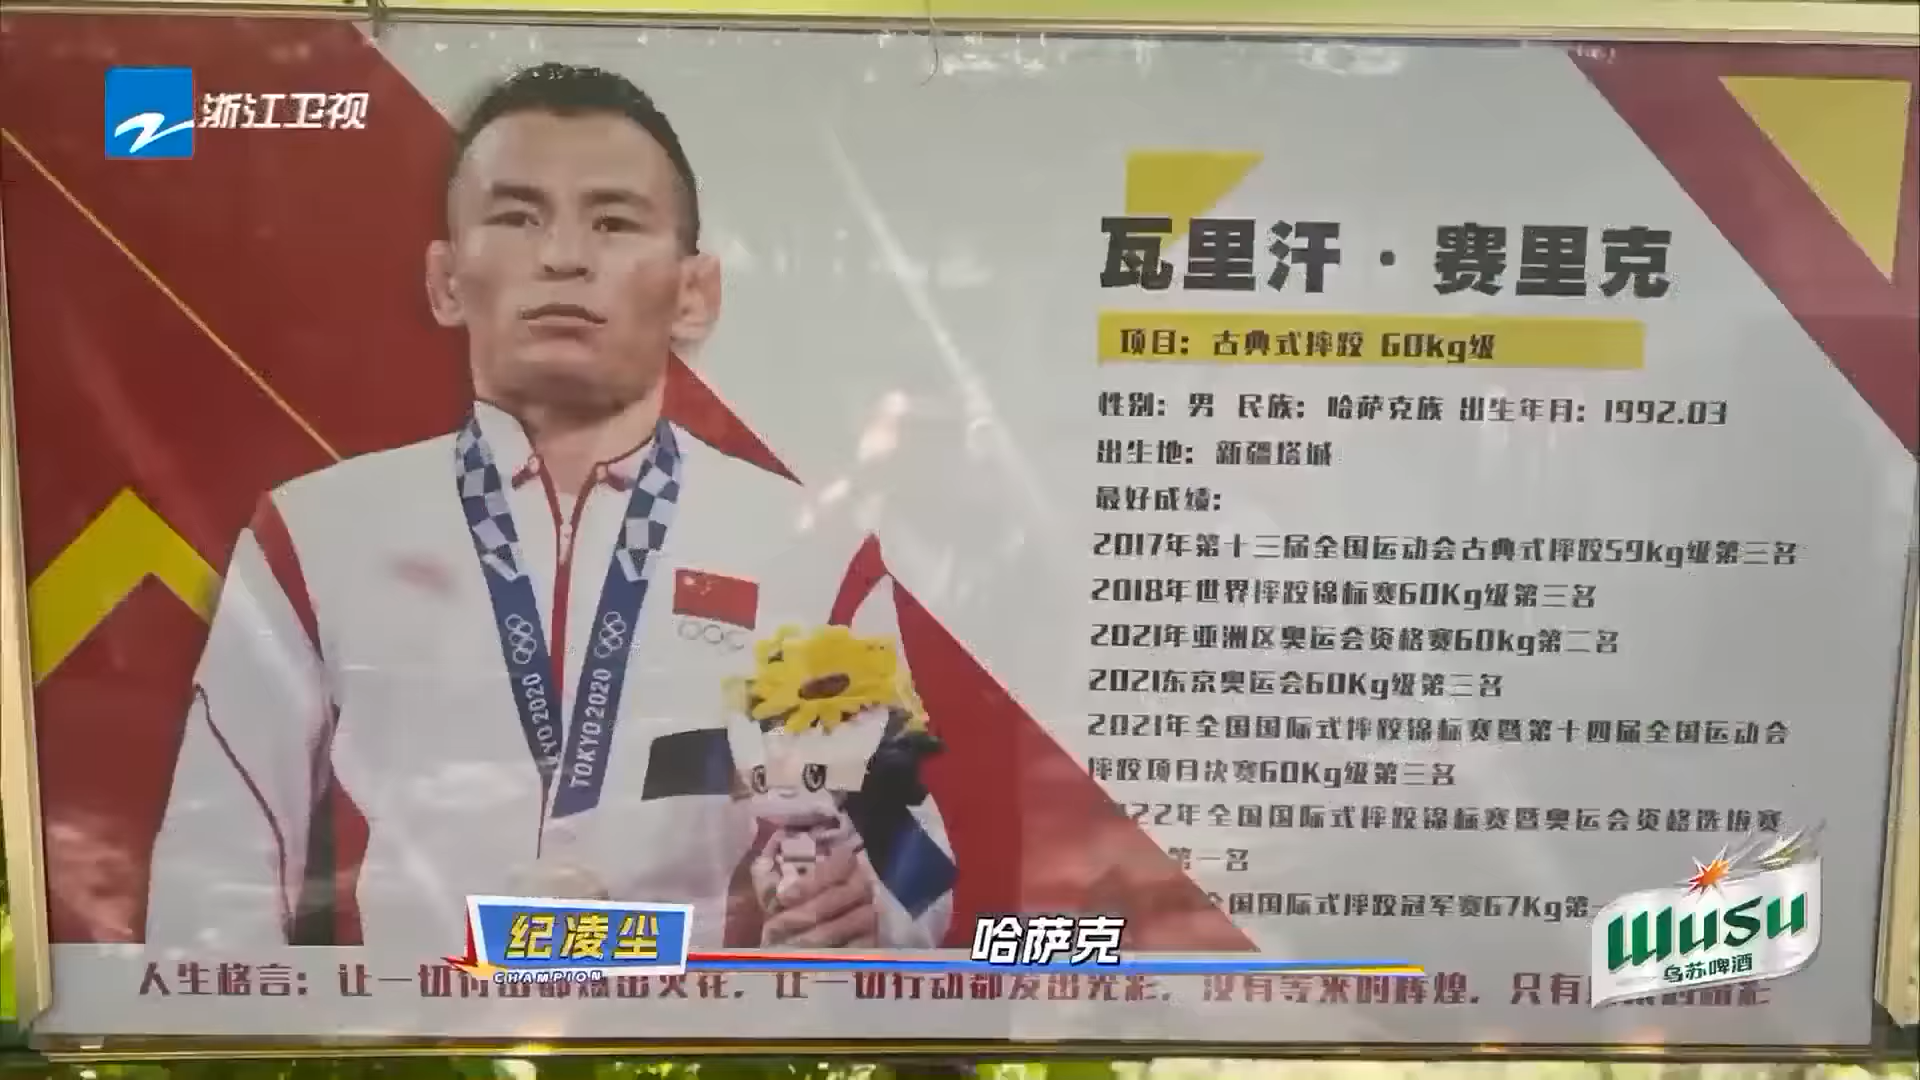 浙江卫视
瓦里汗·赛里克
项目：古典式摔跤 60kg级
性别：男 民族：哈萨克族 出生年月：1992.03
出生地：新疆塔城
最好成绩：
2017年第十三届全国运动会古典式摔跤59kg级第三名
2018年世界摔跤锦标赛60Kg级第三名
2021年亚洲区奥运会资格赛60kg第二名
2021东京奥运会60Kg级第三名
2021年全国国际式摔跤锦标赛暨第十四届全国运动会
摔跤项目决赛60Kg级第三名
22年全国国际式摔跤锦标赛暨奥运会资格选拔赛
第一名
全国国际式摔跤冠军赛67Kg第一
TOKYO 2020
YO 2020
纪凌尘
CHAMPION
哈萨克
WUSU
乌苏啤酒
人生格言：让一切付出都爆出火花，让一切行动都发出光彩，没有等来的辉煌，只有